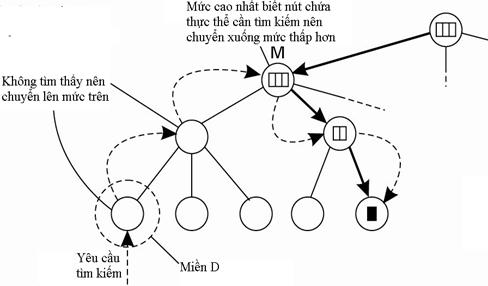 Mức cao nhất biết nút chứa
thực thể cần tìm kiếm nên
chuyển xuống mức thấp hơn
M
Không tìm thấy nên
chuyển lên mức trên
Yêu cầu
tìm kiếm
Miền D